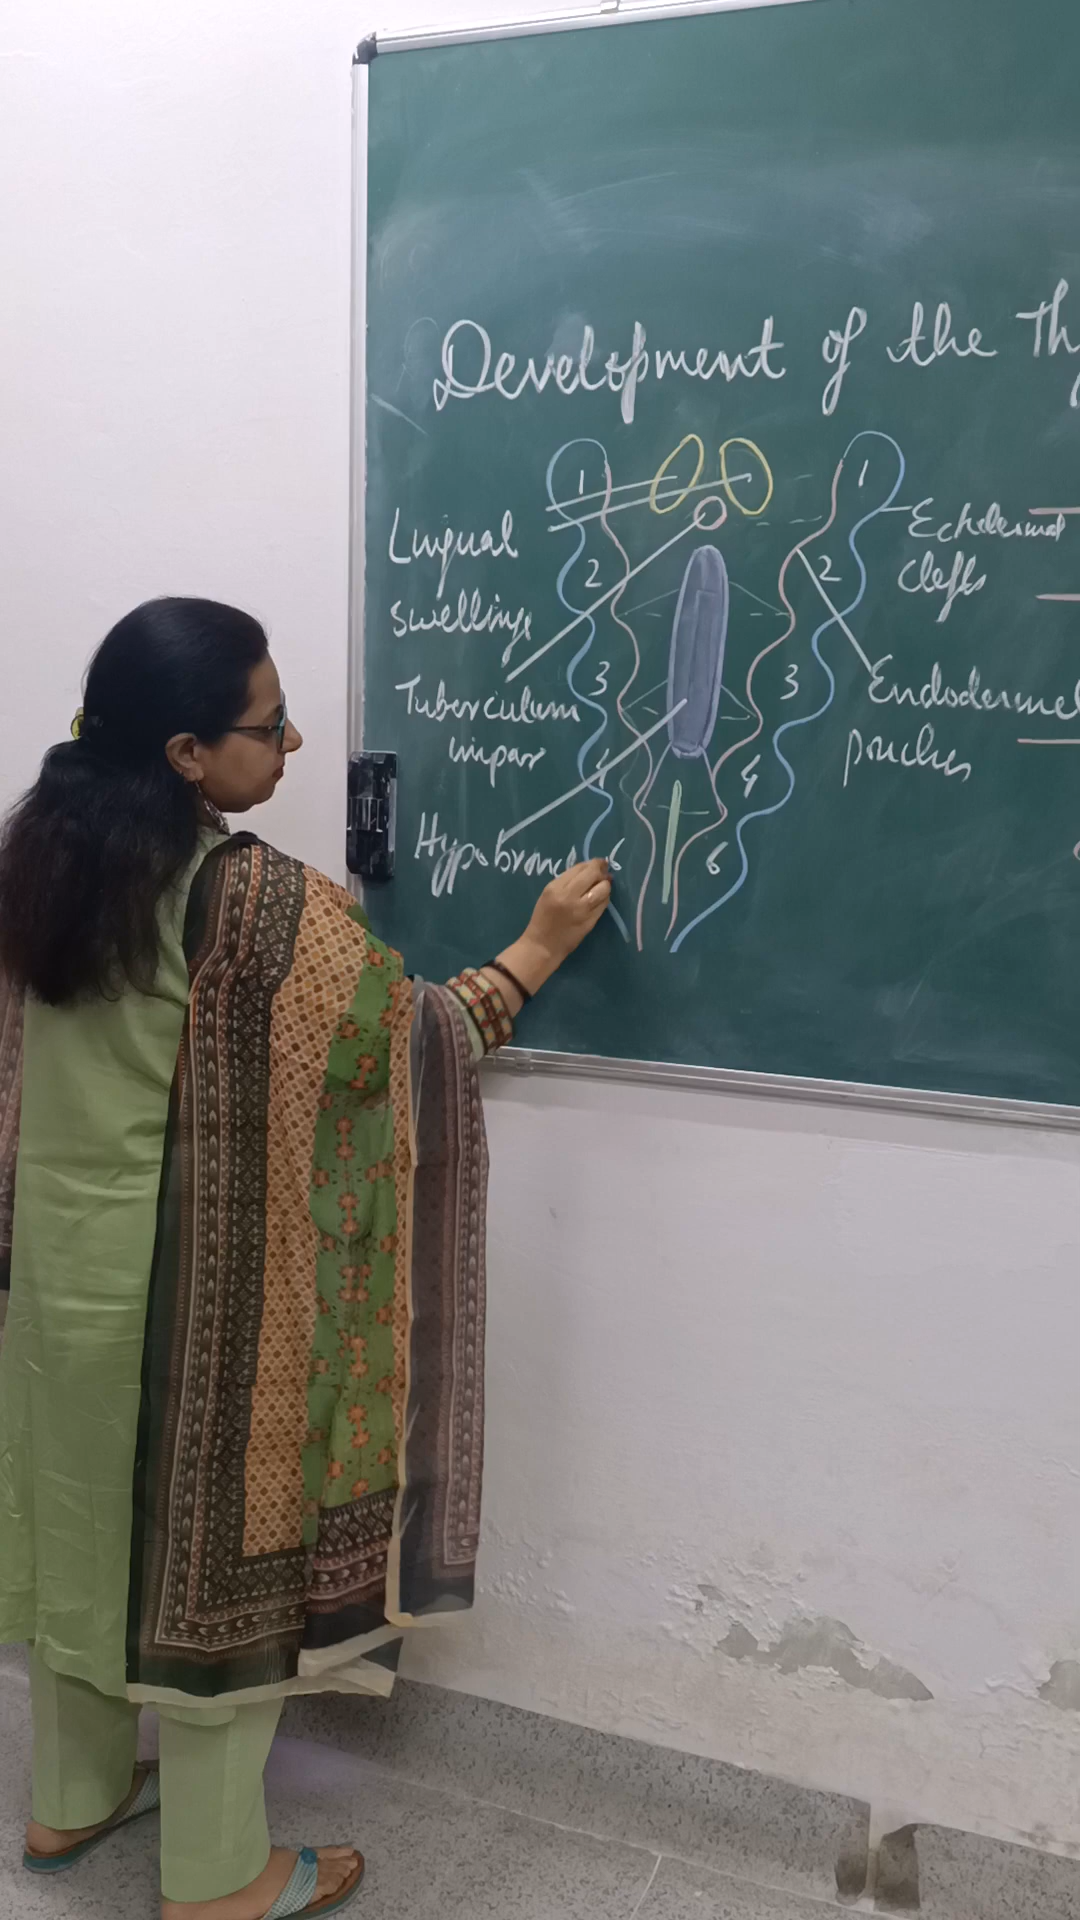 Development of the Th
1
1
Lingual
swellings
Ectodermal
clefts
2
2
3
3
Tuberculum
impar
Endodermal
pouches
4
4
Hypobranc
6
6